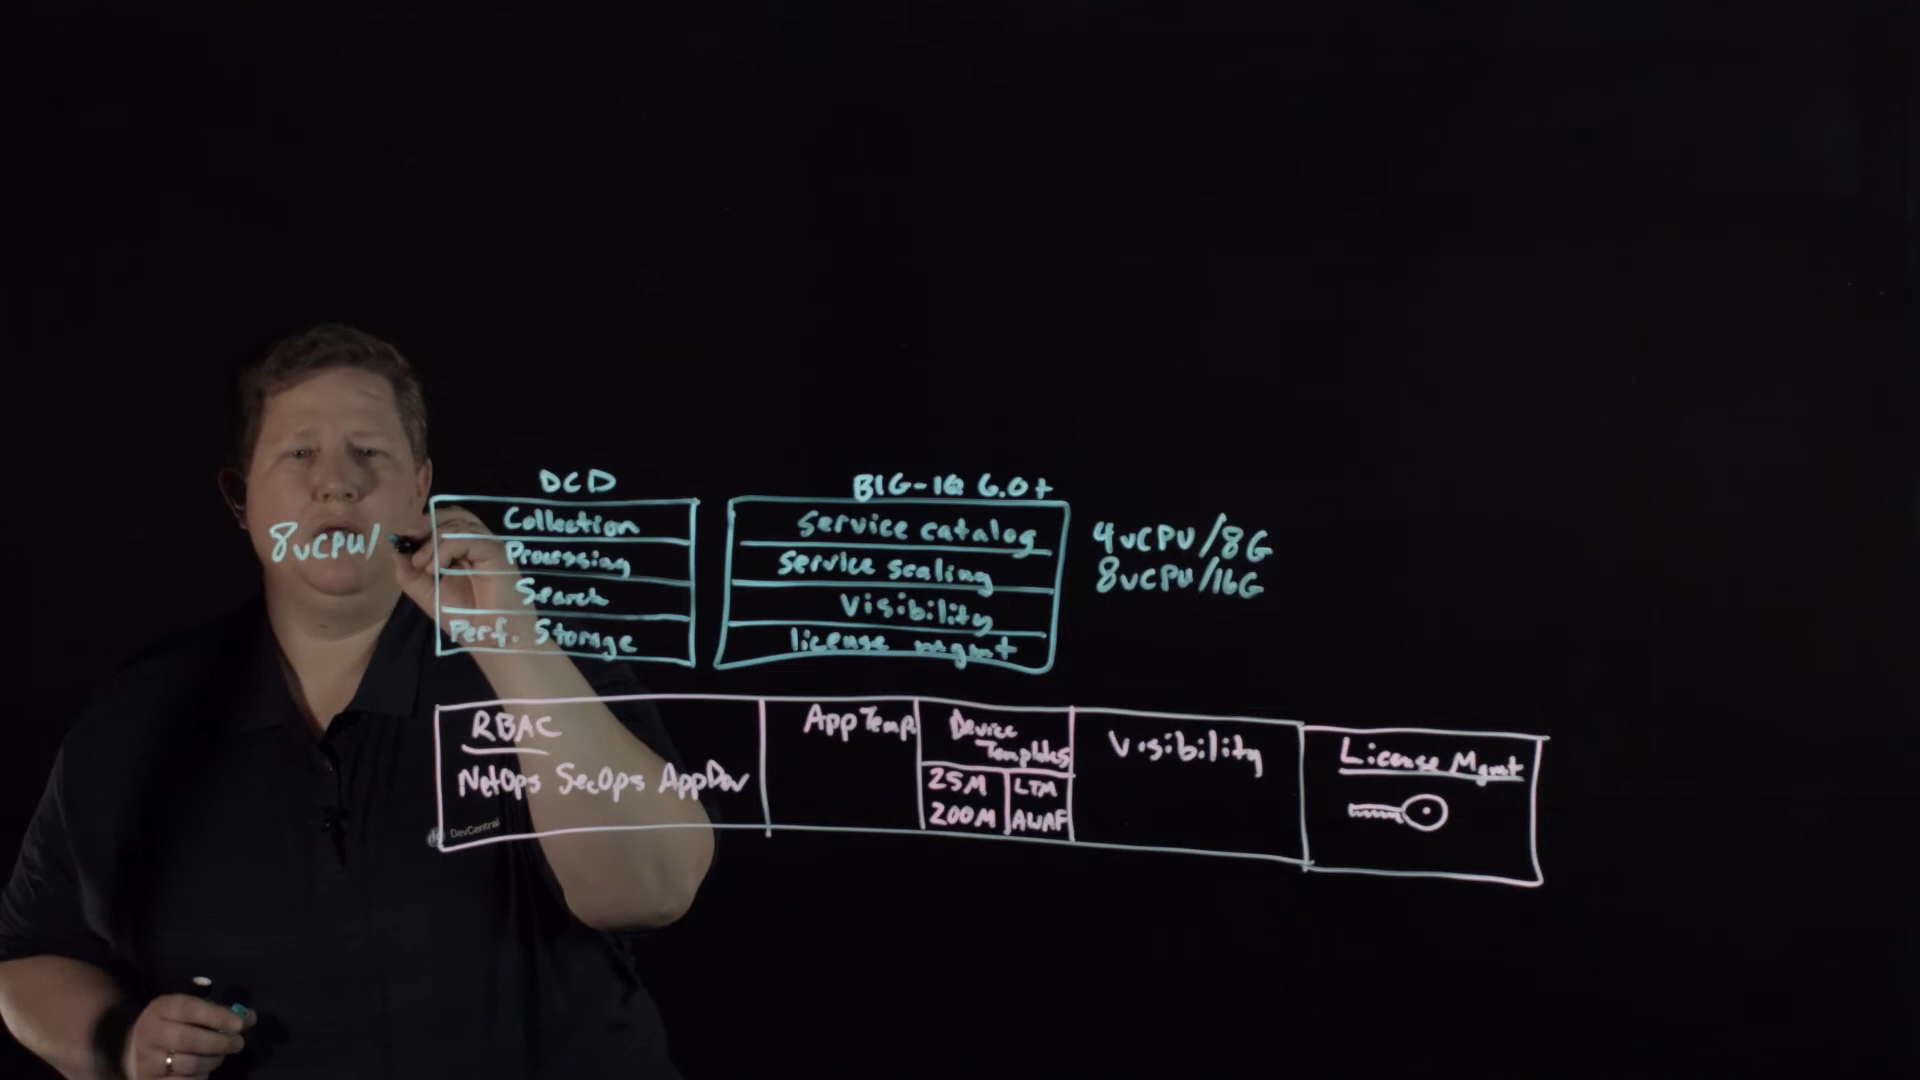 DCD
Collection
Processing
Search
Perf. Storage
8vCPU/
BIG-IQ 6.0+
service catalog
service scaling
visibility
license mgmt
4vCPU/8G
8vCPU/16G
RBAC
NetOps SecOps AppDev
App Temp
Device
Templates
25M
200M
LTM
AWAF
Visibility
License Mgmt
DevCentral